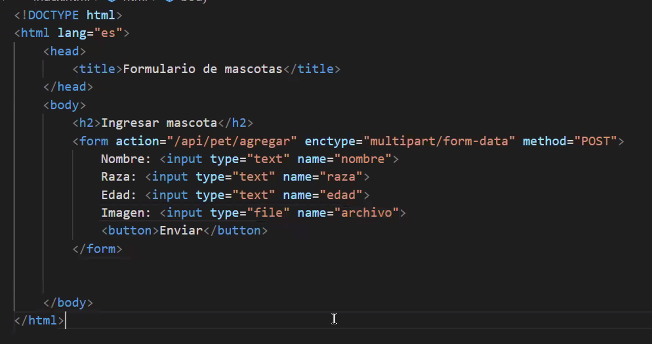 <!DOCTYPE html>
<html lang="es">
<head>
<title>Formulario de mascotas</title>
</head>
<body>
<h2>Ingresar mascota</h2>
<form action="/api/pet/agregar" enctype="multipart/form-data" method="POST">
Nombre: <input type="text" name="nombre">
Raza: <input type="text" name="raza">
Edad: <input type="text" name="edad">
Imagen: <input type="file" name="archivo">
<button>Enviar</button>
</form>
</body>
</html>